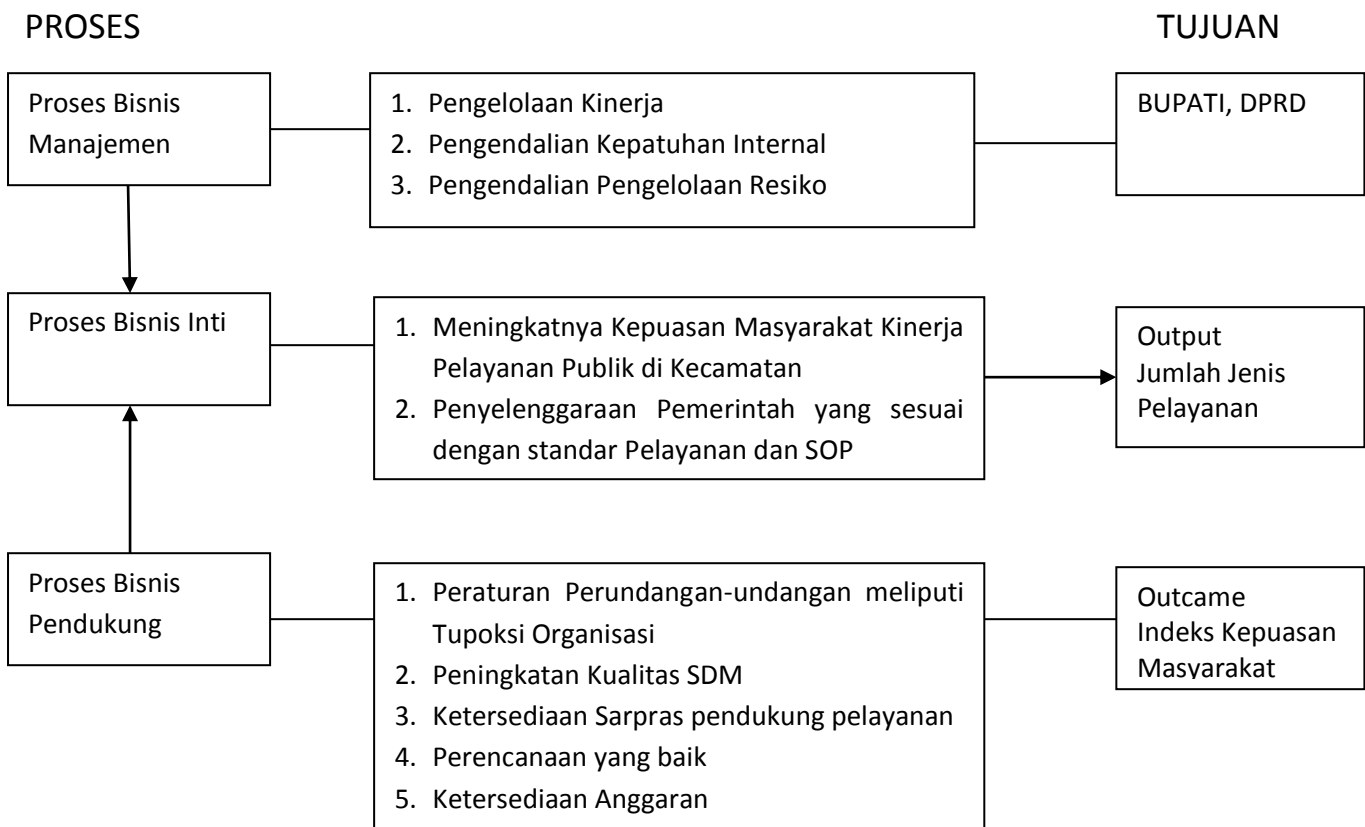 PROSES
TUJUAN
Proses Bisnis
Manajemen
1. Pengelolaan Kinerja
2. Pengendalian Kepatuhan Internal
3. Pengendalian Pengelolaan Resiko
BUPATI, DPRD
Proses Bisnis Inti
1. Meningkatnya Kepuasan Masyarakat Kinerja
Pelayanan Publik di Kecamatan
2. Penyelenggaraan Pemerintah yang sesuai
dengan standar Pelayanan dan SOP
Output
Jumlah Jenis
Pelayanan
Proses Bisnis
Pendukung
1. Peraturan Perundangan-undangan meliputi
Tupoksi Organisasi
2. Peningkatan Kualitas SDM
3. Ketersediaan Sarpras pendukung pelayanan
4. Perencanaan yang baik
5. Ketersediaan Anggaran
Outcame
Indeks Kepuasan
Masyarakat